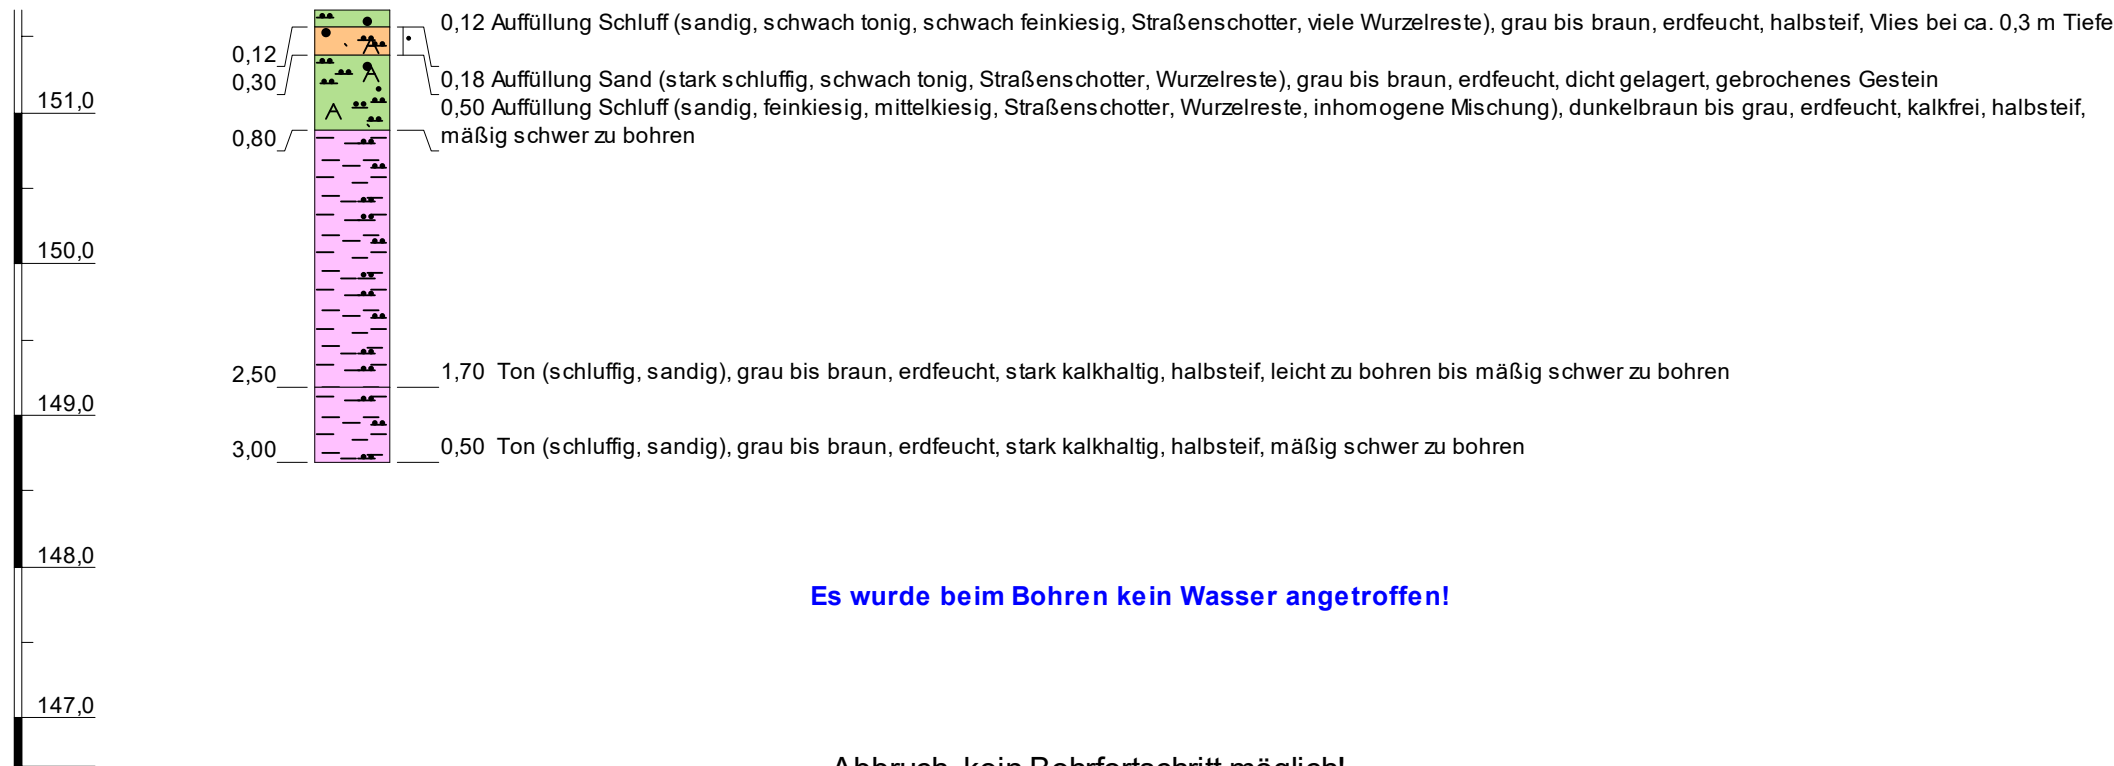 0,12 Auffüllung Schluff (sandig, schwach tonig, schwach feinkiesig, Straßenschotter, viele Wurzelreste), grau bis braun, erdfeucht, halbsteif, Vlies bei ca. 0,3 m Tiefe
0,12
0,30
0,18 Auffüllung Sand (stark schluffig, schwach tonig, Straßenschotter, Wurzelreste), grau bis braun, erdfeucht, dicht gelagert, gebrochenes Gestein
151,0
0,50 Auffüllung Schluff (sandig, feinkiesig, mittelkiesig, Straßenschotter, Wurzelreste, inhomogene Mischung), dunkelbraun bis grau, erdfeucht, kalkfrei, halbsteif,
0,80
mäßig schwer zu bohren
150,0
2,50
1,70 Ton (schluffig, sandig), grau bis braun, erdfeucht, stark kalkhaltig, halbsteif, leicht zu bohren bis mäßig schwer zu bohren
149,0
3,00
0,50 Ton (schluffig, sandig), grau bis braun, erdfeucht, stark kalkhaltig, halbsteif, mäßig schwer zu bohren
148,0
Es wurde beim Bohren kein Wasser angetroffen!
147,0
Abbruch, kein Bohrfortschritt möglich!